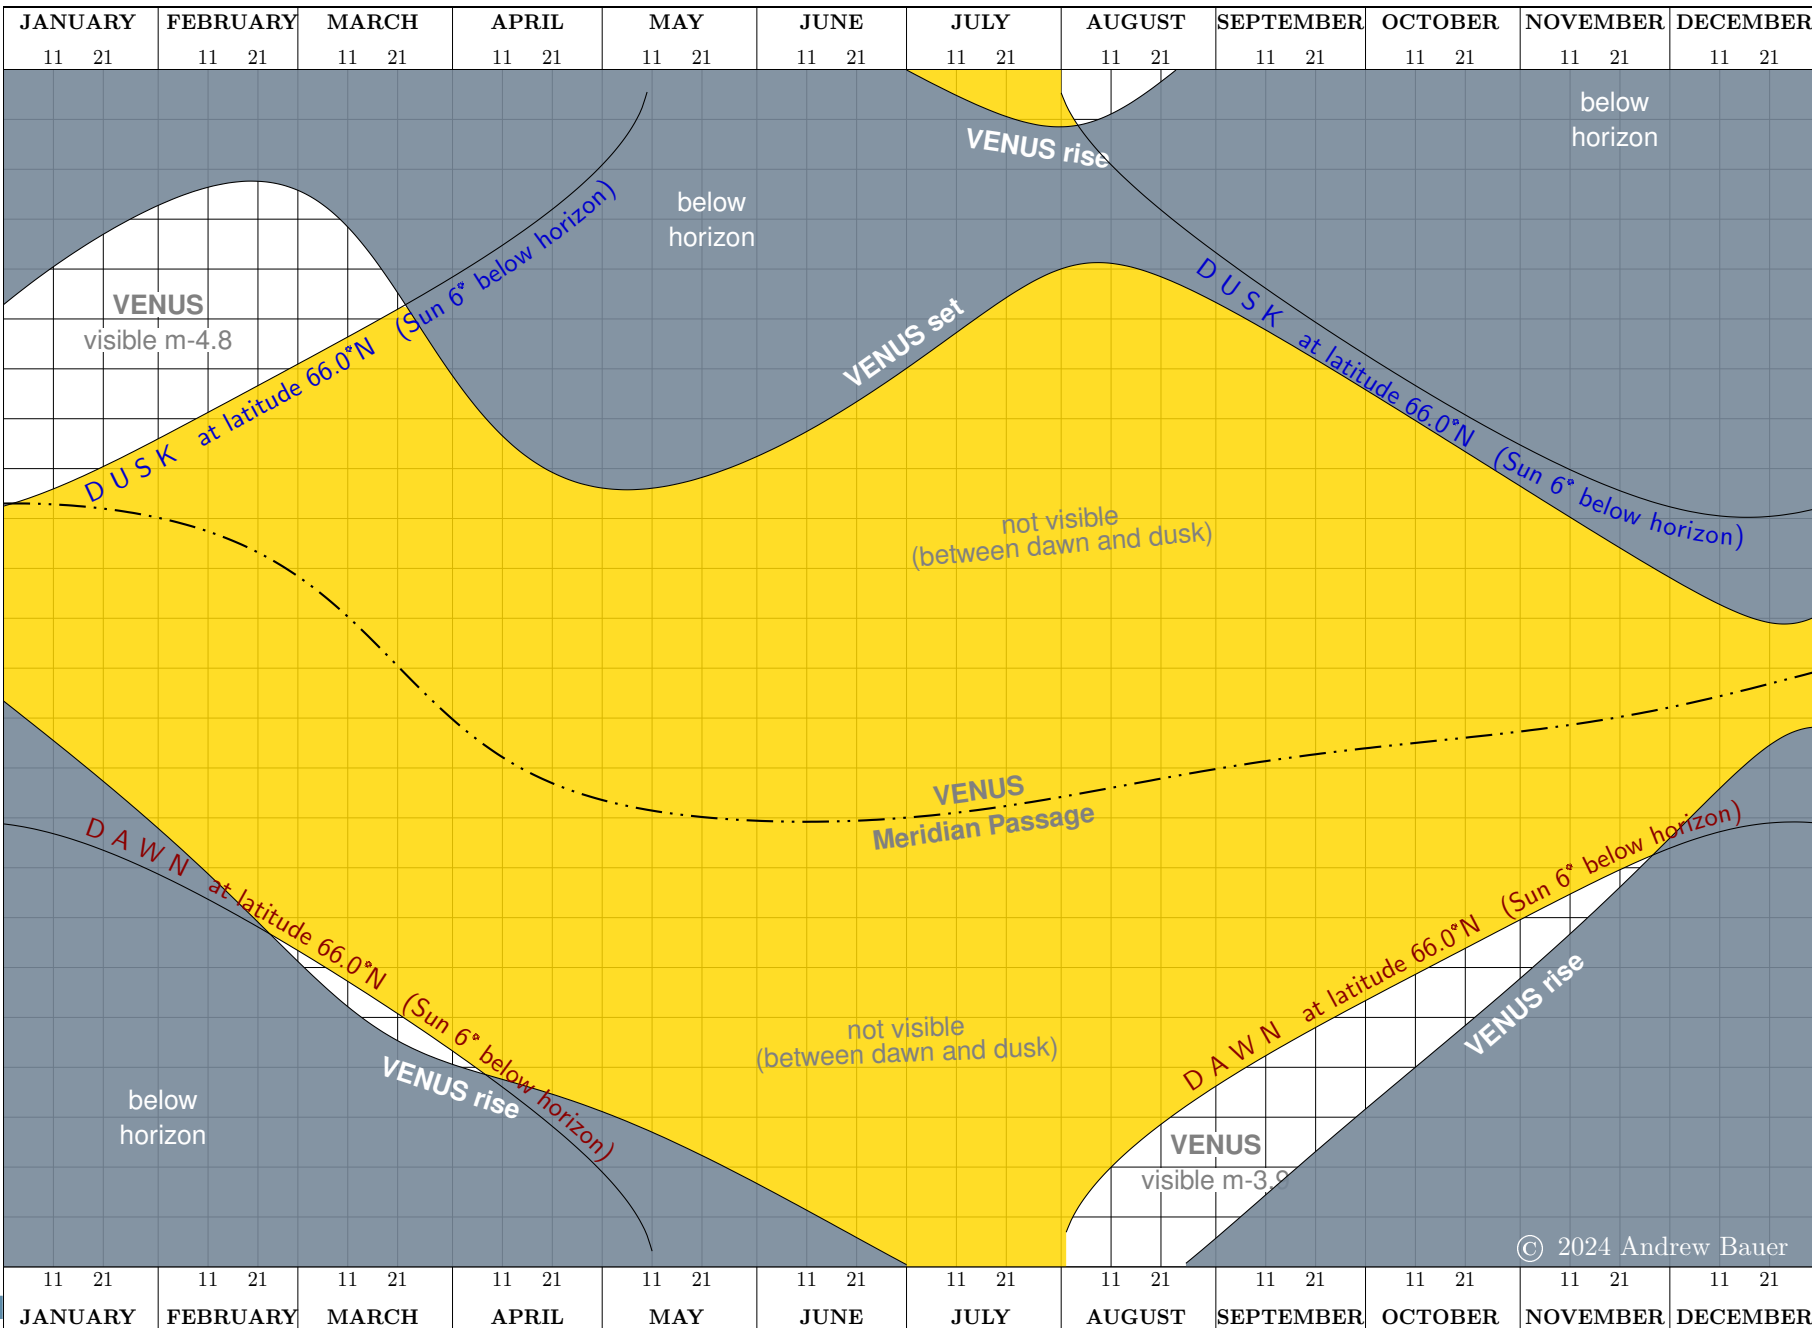 JANUARY FEBRUARY MARCH APRIL MAY JUNE JULY AUGUST SEPTEMBER OCTOBER NOVEMBER DECEMBER
11 21 11 21 11 21 11 21 11 21 11 21 11 21 11 21 11 21 11 21 11 21 11 21
below
horizon
VENUS rise
below
horizon
VENUS
visible m-4.8
DUSK at latitude 66.0°N (Sun 6° below horizon)
VENUS set
DUSK at latitude 66.0°N (Sun 6° below horizon)
not visible
(between dawn and dusk)
VENUS
Meridian Passage
DAWN at latitude 66.0°N (Sun 6° below horizon)
DAWN at latitude 66.0°N (Sun 6° below horizon)
VENUS rise
not visible
(between dawn and dusk)
VENUS rise
below
horizon
VENUS
visible m-3.9
© 2024 Andrew Bauer
11 21 11 21 11 21 11 21 11 21 11 21 11 21 11 21 11 21 11 21 11 21 11 21
JANUARY FEBRUARY MARCH APRIL MAY JUNE JULY AUGUST SEPTEMBER OCTOBER NOVEMBER DECEMBER